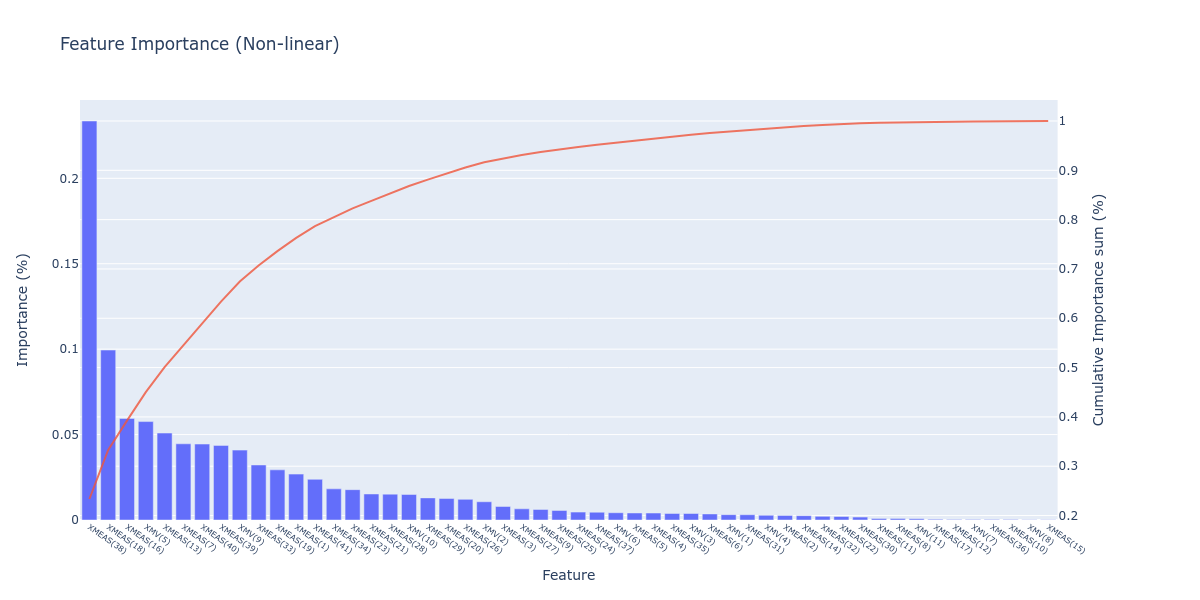 Feature Importance (Non-linear)
Importance (%)
0.2
0.15
0.1
0.05
0
1
0.9
0.8
0.7
0.6
0.5
0.4
0.3
0.2
Cumulative Importance sum (%)
XMEAS(38)
XMEAS(18)
XMEAS(16)
XMV(5)
XMEAS(13)
XMEAS(7)
XMEAS(40)
XMEAS(39)
XMV(9)
XMEAS(33)
XMEAS(19)
XMEAS(1)
XMEAS(41)
XMEAS(34)
XMEAS(23)
XMEAS(21)
XMEAS(28)
XMV(10)
XMEAS(29)
XMEAS(20)
XMEAS(26)
XMV(2)
XMEAS(3)
XMEAS(27)
XMEAS(9)
XMEAS(25)
XMEAS(24)
XMEAS(37)
XMV(6)
XMEAS(5)
XMEAS(4)
XMEAS(35)
XMV(3)
XMEAS(6)
XMV(1)
XMEAS(31)
XMV(4)
XMEAS(2)
XMEAS(14)
XMEAS(32)
XMEAS(22)
XMEAS(30)
XMEAS(11)
XMEAS(8)
XMV(11)
XMEAS(17)
XMEAS(12)
XMV(7)
XMEAS(36)
XMEAS(10)
XMV(8)
XMEAS(15)
Feature